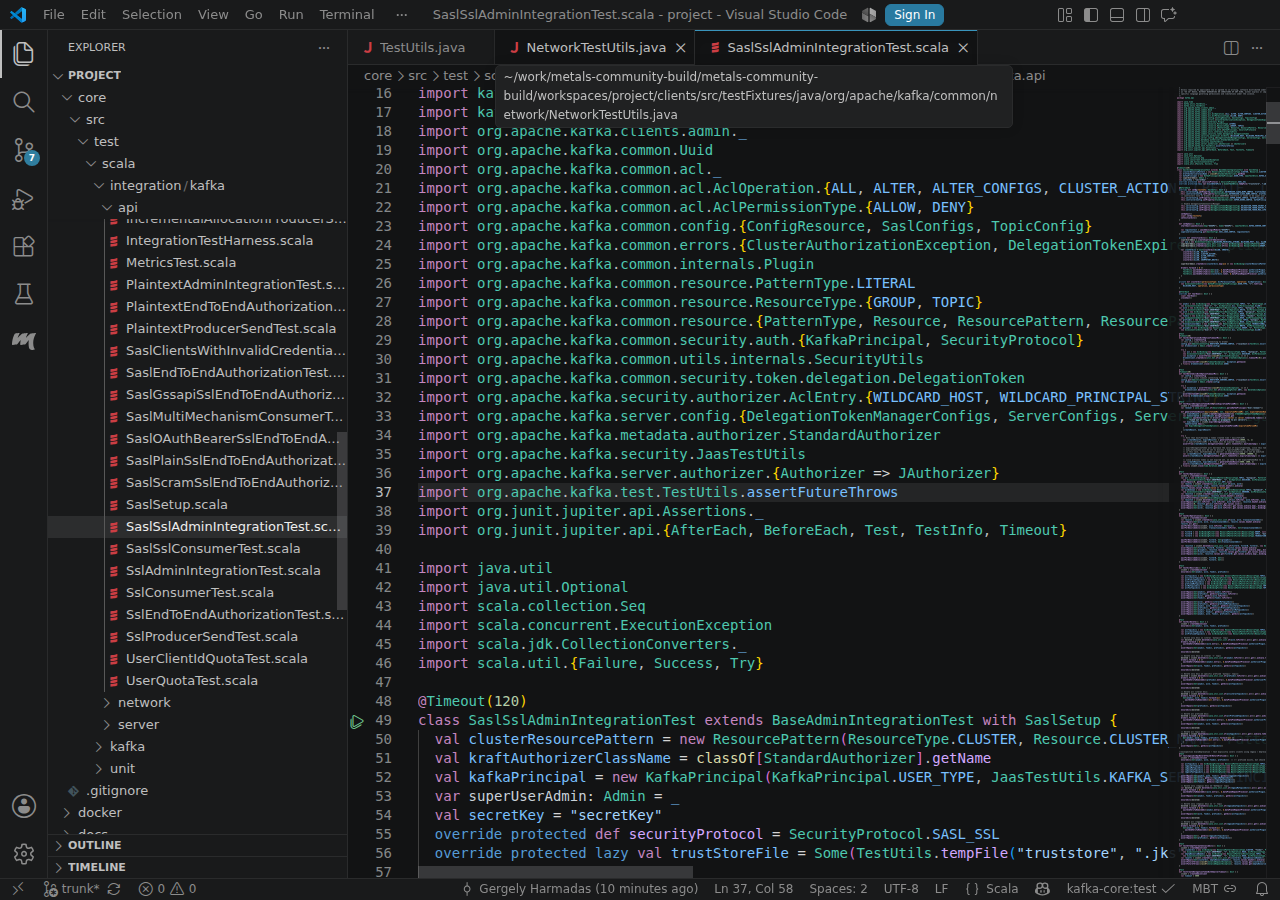 File Edit Selection View Go Run Terminal ··· SaslSslAdminIntegrationTest.scala - project - Visual Studio Code Sign In
EXPLORER ···
TestUtils.java NetworkTestUtils.java SaslSslAdminIntegrationTest.scala ···
core > src > test > sc
a.api
~/work/metals-community-build/metals-community-
build/workspaces/project/clients/src/testFixtures/java/org/apache/kafka/common/n
etwork/NetworkTestUtils.java
PROJECT
core
src
test
scala
integration / kafka
api
IncrementalAllocationProducerS...
IntegrationTestHarness.scala
MetricsTest.scala
PlaintextAdminIntegrationTest.s...
PlaintextEndToEndAuthorization...
PlaintextProducerSendTest.scala
SaslClientsWithInvalidCredentia...
SaslEndToEndAuthorizationTest....
SaslGssapiSslEndToEndAuthoriz...
SaslMultiMechanismConsumerT...
SaslOAuthBearerSslEndToEndA...
SaslPlainSslEndToEndAuthorizat...
SaslScramSslEndToEndAuthoriz...
SaslSetup.scala
SaslSslAdminIntegrationTest.sc...
SaslSslConsumerTest.scala
SslAdminIntegrationTest.scala
SslConsumerTest.scala
SslEndToEndAuthorizationTest.s...
SslProducerSendTest.scala
UserClientIdQuotaTest.scala
UserQuotaTest.scala
network
server
kafka
unit
.gitignore
docker
docs
OUTLINE
TIMELINE
7
16 import ka
17 import ka
18 import org.apache.kafka.clients.admin._
19 import org.apache.kafka.common.Uuid
20 import org.apache.kafka.common.acl._
21 import org.apache.kafka.common.acl.AclOperation.{ALL, ALTER, ALTER_CONFIGS, CLUSTER_ACTION
22 import org.apache.kafka.common.acl.AclPermissionType.{ALLOW, DENY}
23 import org.apache.kafka.common.config.{ConfigResource, SaslConfigs, TopicConfig}
24 import org.apache.kafka.common.errors.{ClusterAuthorizationException, DelegationTokenExpir
25 import org.apache.kafka.common.internals.Plugin
26 import org.apache.kafka.common.resource.PatternType.LITERAL
27 import org.apache.kafka.common.resource.ResourceType.{GROUP, TOPIC}
28 import org.apache.kafka.common.resource.{PatternType, Resource, ResourcePattern, ResourceP
29 import org.apache.kafka.common.security.auth.{KafkaPrincipal, SecurityProtocol}
30 import org.apache.kafka.common.utils.internals.SecurityUtils
31 import org.apache.kafka.common.security.token.delegation.DelegationToken
32 import org.apache.kafka.security.authorizer.AclEntry.{WILDCARD_HOST, WILDCARD_PRINCIPAL_ST
33 import org.apache.kafka.server.config.{DelegationTokenManagerConfigs, ServerConfigs, Serve
34 import org.apache.kafka.metadata.authorizer.StandardAuthorizer
35 import org.apache.kafka.security.JaasTestUtils
36 import org.apache.kafka.server.authorizer.{Authorizer => JAuthorizer}
37 import org.apache.kafka.test.TestUtils.assertFutureThrows
38 import org.junit.jupiter.api.Assertions._
39 import org.junit.jupiter.api.{AfterEach, BeforeEach, Test, TestInfo, Timeout}
40
41 import java.util
42 import java.util.Optional
43 import scala.collection.Seq
44 import scala.concurrent.ExecutionException
45 import scala.jdk.CollectionConverters._
46 import scala.util.{Failure, Success, Try}
47
48 @Timeout(120)
49 class SaslSslAdminIntegrationTest extends BaseAdminIntegrationTest with SaslSetup {
50 val clusterResourcePattern = new ResourcePattern(ResourceType.CLUSTER, Resource.CLUSTER
51 val kraftAuthorizerClassName = classOf[StandardAuthorizer].getName
52 val kafkaPrincipal = new KafkaPrincipal(KafkaPrincipal.USER_TYPE, JaasTestUtils.KAFKA_SE
53 var superUserAdmin: Admin = _
54 val secretKey = "secretKey"
55 override protected def securityProtocol = SecurityProtocol.SASL_SSL
56 override protected lazy val trustStoreFile = Some(TestUtils.tempFile("truststore", ".jks
57
trunk* 0 0 Gergely Harmadas (10 minutes ago) Ln 37, Col 58 Spaces: 2 UTF-8 LF { } Scala kafka-core:test MBT